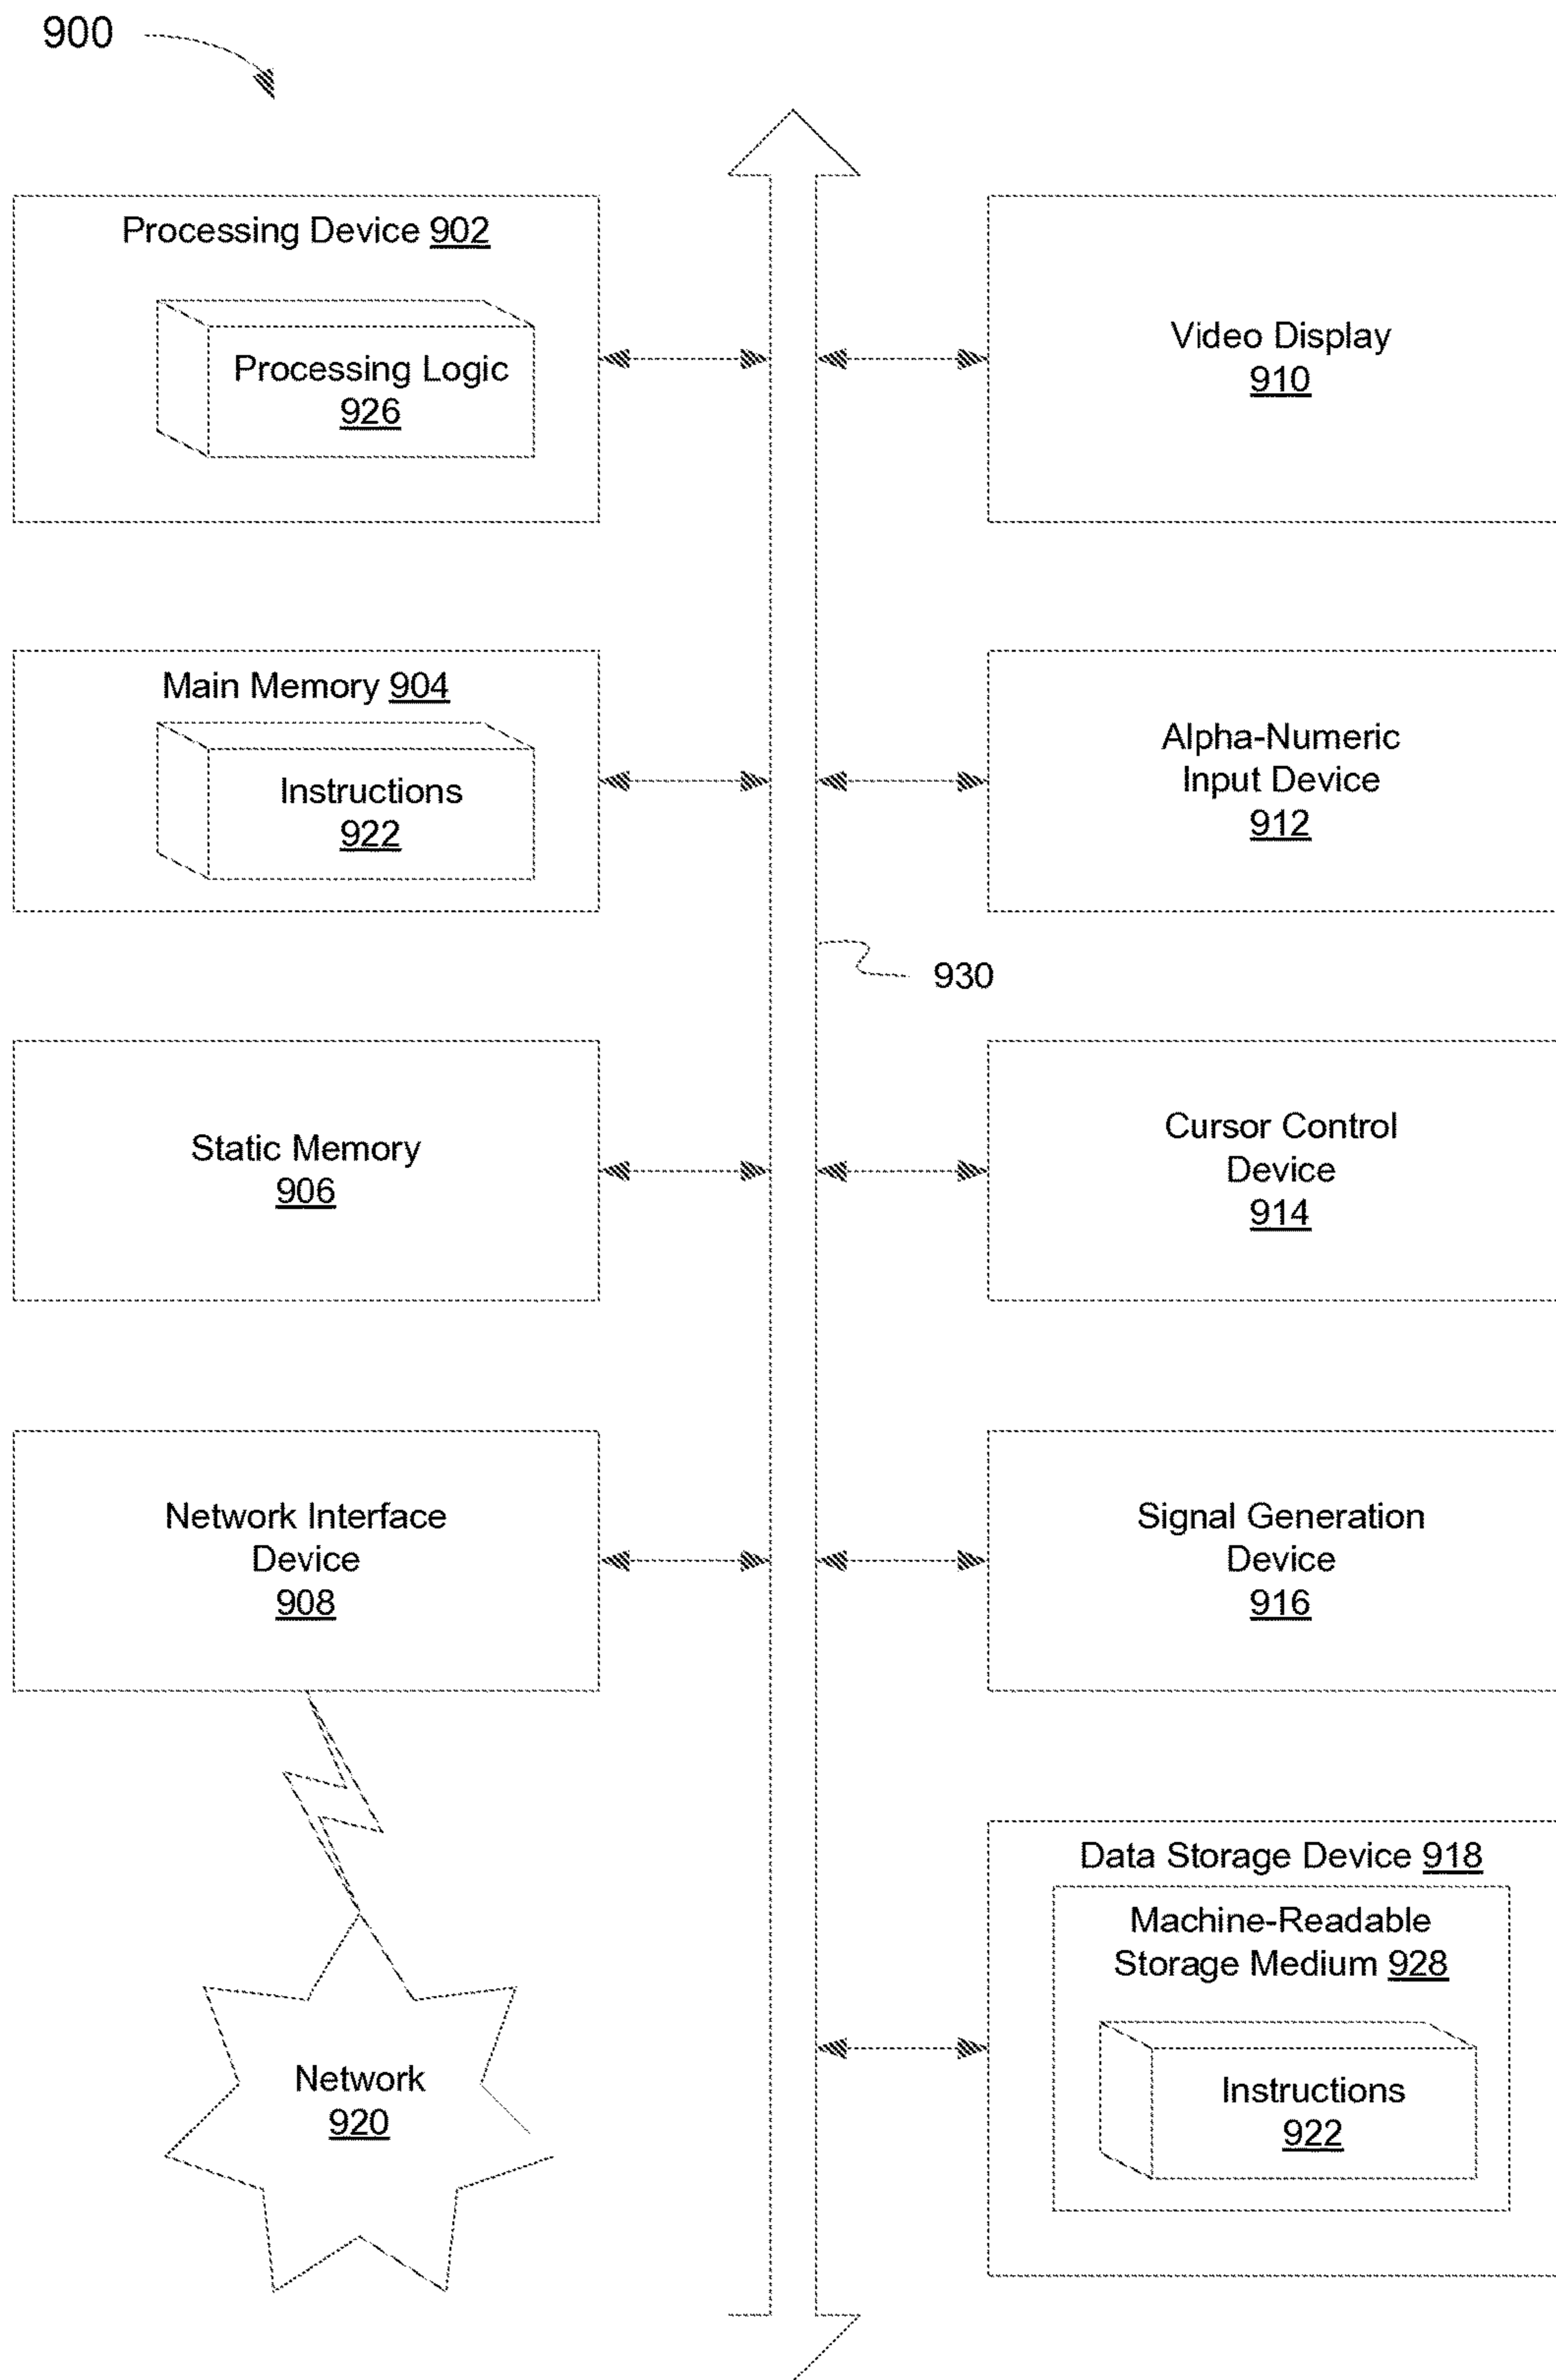 900
Processing Device 902
Processing Logic
926
Video Display
910
Main Memory 904
Instructions
922
Alpha-Numeric
Input Device
912
930
Static Memory
906
Cursor Control
Device
914
Network Interface
Device
908
Signal Generation
Device
916
Data Storage Device 918
Machine-Readable
Storage Medium 928
Instructions
922
Network
920